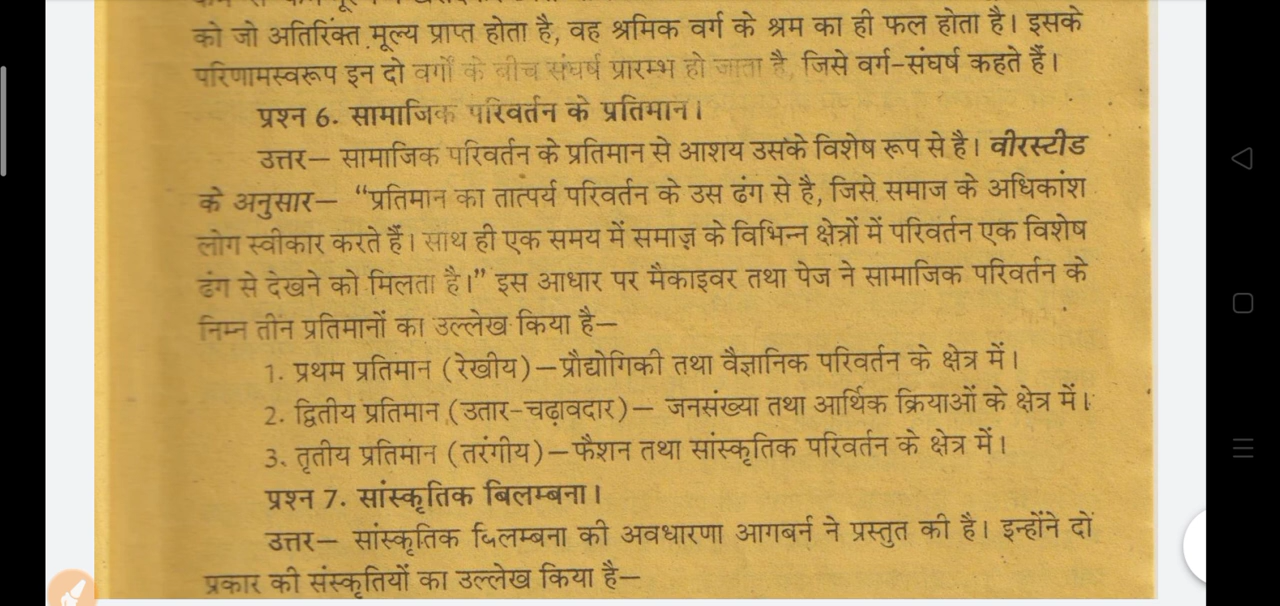 को जो अतिरिक्त मूल्य प्राप्त होता है, वह श्रमिक वर्ग के श्रम का ही फल होता है। इसके
परिणामस्वरूप इन दो वर्गों के बीच संघर्ष प्रारम्भ हो जाता है, जिसे वर्ग-संघर्ष कहते हैं।
प्रश्न 6. सामाजिक परिवर्तन के प्रतिमान।
उत्तर— सामाजिक परिवर्तन के प्रतिमान से आशय उसके विशेष रूप से है। वीरस्टीड
के अनुसार— “प्रतिमान का तात्पर्य परिवर्तन के उस ढंग से है, जिसे समाज के अधिकांश
लोग स्वीकार करते हैं। साथ ही एक समय में समाज के विभिन्न क्षेत्रों में परिवर्तन एक विशेष
ढंग से देखने को मिलता है।” इस आधार पर मैकाइवर तथा पेज ने सामाजिक परिवर्तन के
निम्न तीन प्रतिमानों का उल्लेख किया है—
1. प्रथम प्रतिमान (रेखीय)—प्रौद्योगिकी तथा वैज्ञानिक परिवर्तन के क्षेत्र में।
2. द्वितीय प्रतिमान (उतार-चढ़ावदार)— जनसंख्या तथा आर्थिक क्रियाओं के क्षेत्र में।
3. तृतीय प्रतिमान (तरंगीय)—फैशन तथा सांस्कृतिक परिवर्तन के क्षेत्र में।
प्रश्न 7. सांस्कृतिक बिलम्बना।
उत्तर— सांस्कृतिक विलम्बना की अवधारणा आगबर्न ने प्रस्तुत की है। इन्होंने दो
प्रकार की संस्कृतियों का उल्लेख किया है—